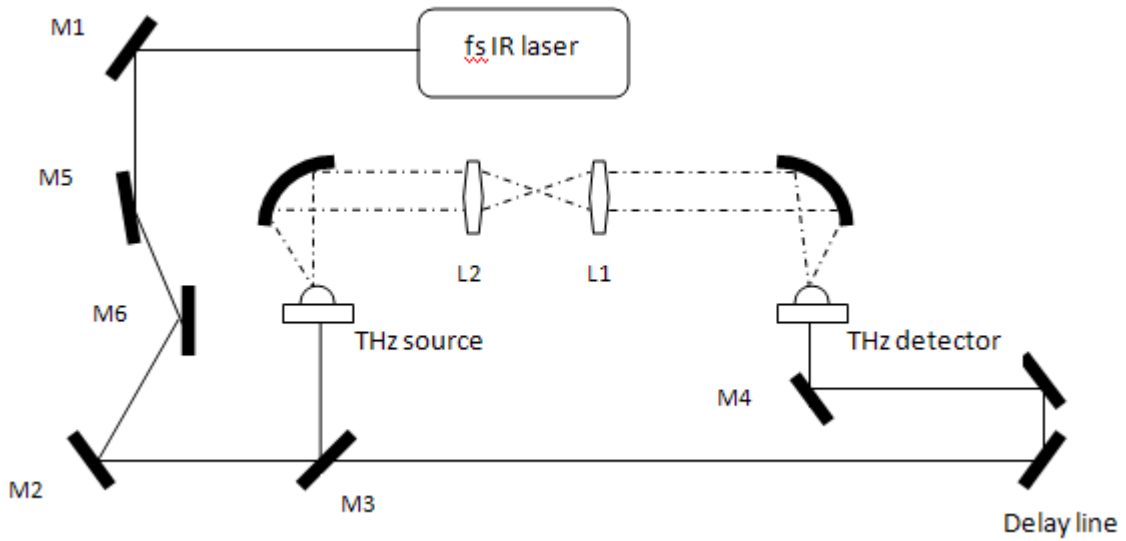 M1
fs IR laser
M5
L2
L1
M6
THz source
THz detector
M4
M2
M3
Delay line